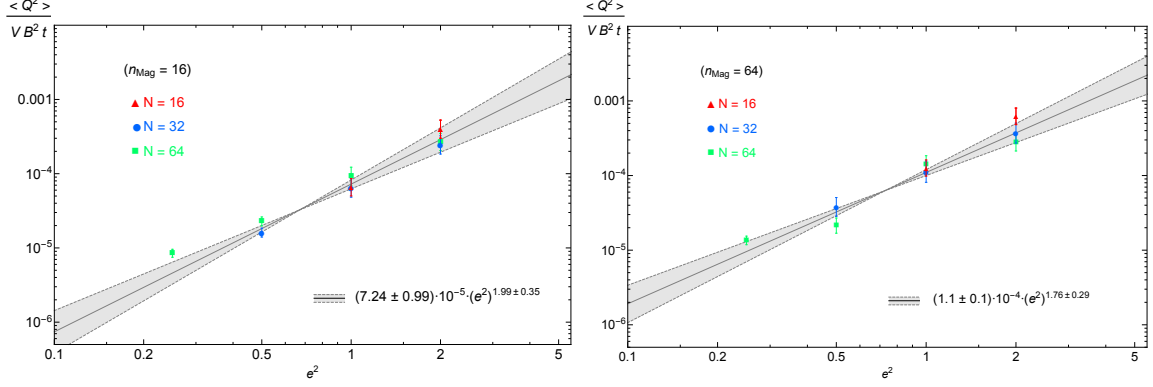 < Q² >
V B² t
(nMag = 16)
N = 16
N = 32
N = 64
0.001
10⁻⁴
10⁻⁵
10⁻⁶
(7.24 ± 0.99)·10⁻⁵·(e²)^1.99 ± 0.35
0.1 0.2 0.5 1 2 5
e²
< Q² >
V B² t
(nMag = 64)
N = 16
N = 32
N = 64
0.001
10⁻⁴
10⁻⁵
10⁻⁶
(1.1 ± 0.1)·10⁻⁴·(e²)^1.76 ± 0.29
0.1 0.2 0.5 1 2 5
e²